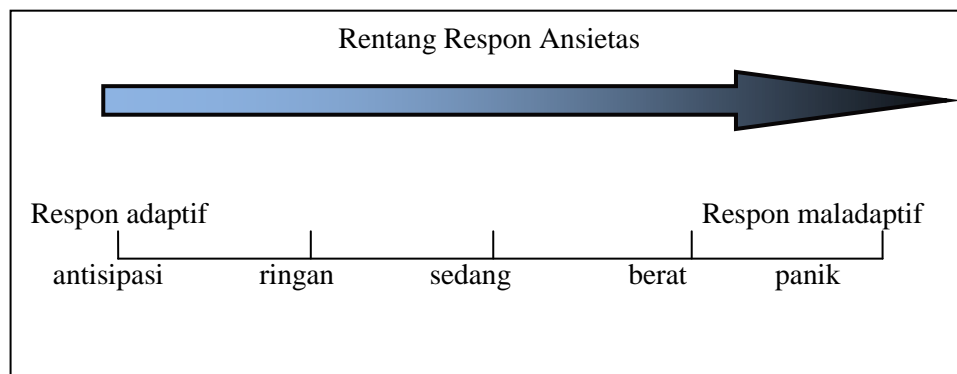 Rentang Respon Ansietas
Respon adaptif Respon maladaptif
antisipasi ringan sedang berat panik